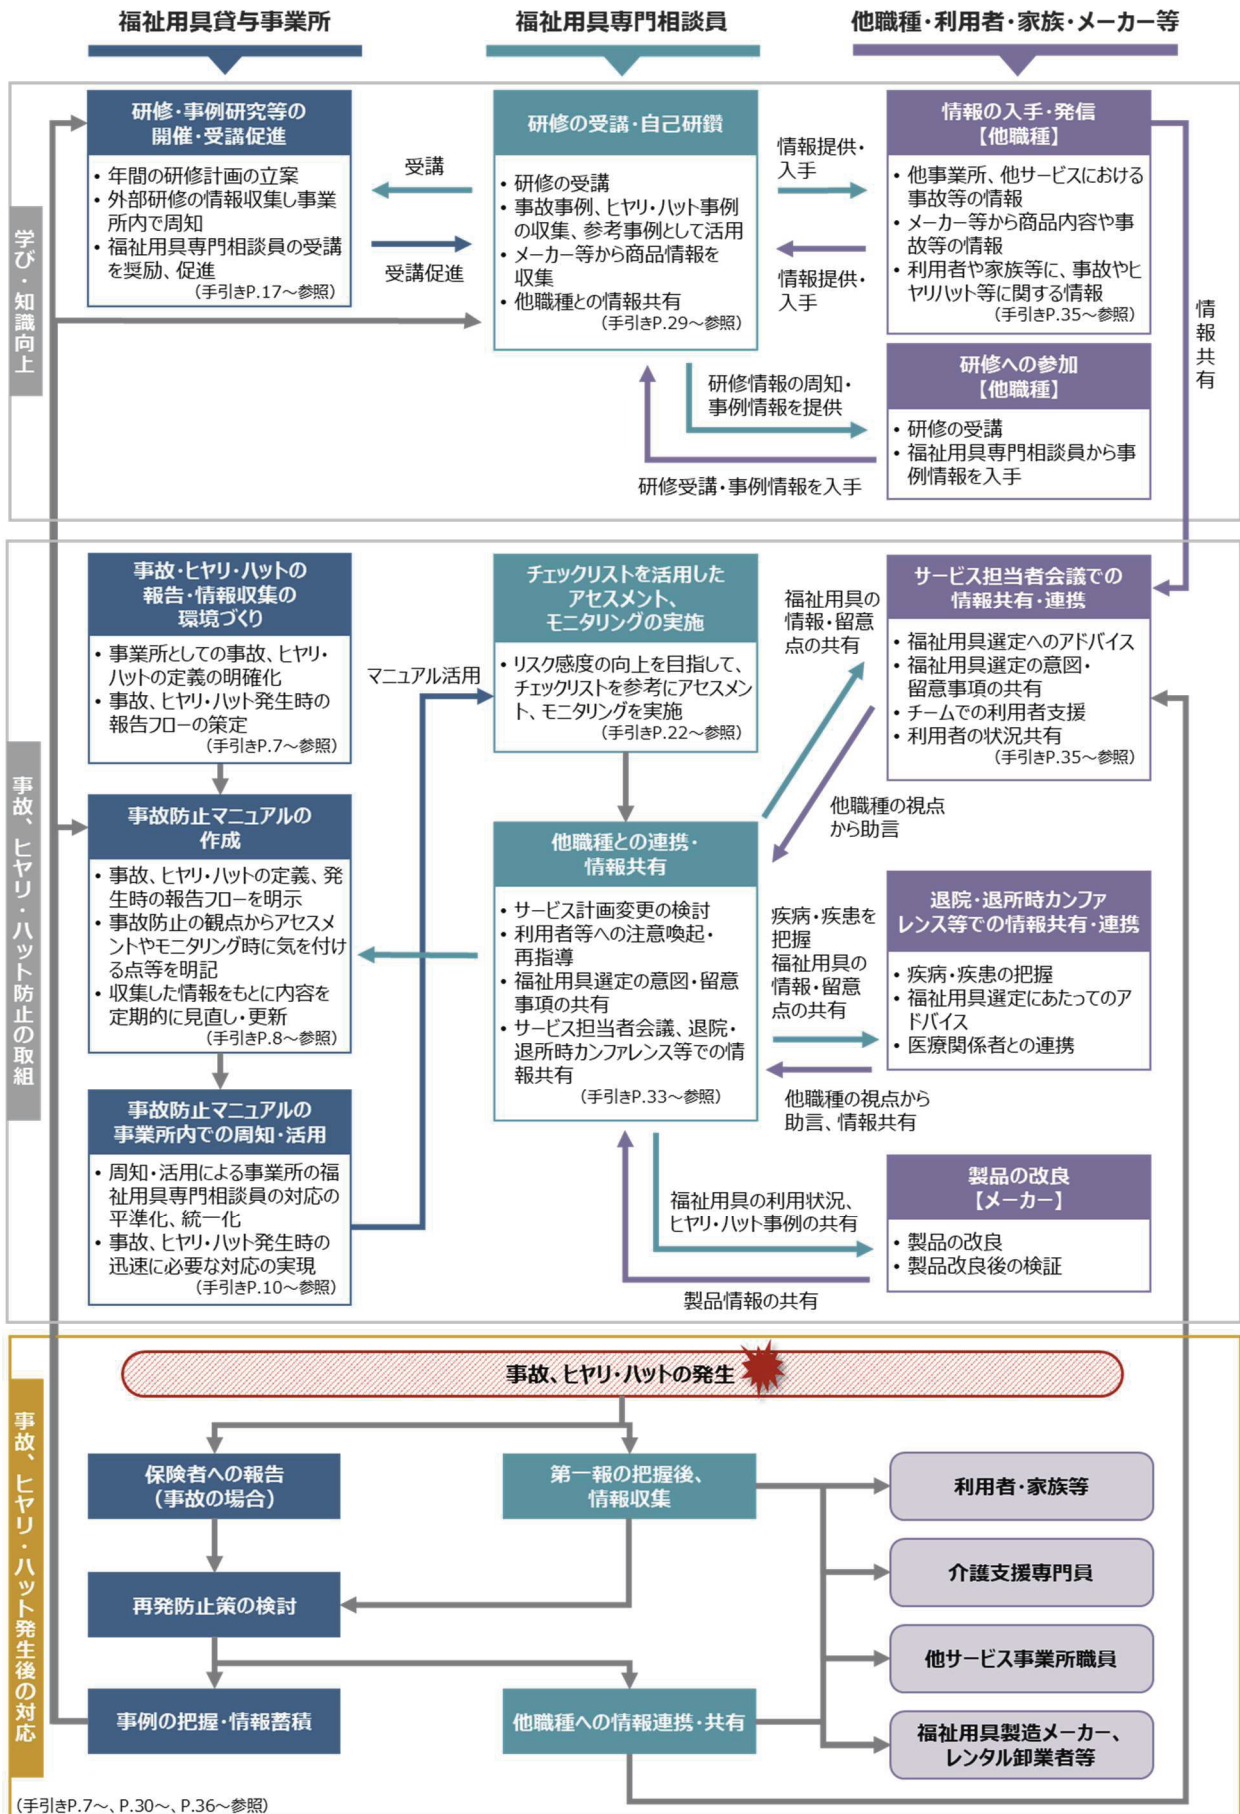 福祉用具貸与事業所
福祉用具専門相談員
他職種・利用者・家族・メーカー等
学び・知識向上
研修・事例研究等の
開催・受講促進
• 年間の研修計画の立案
• 外部研修の情報収集し事業
所内で周知
• 福祉用具専門相談員の受講
を奨励、促進
(手引きP.17～参照)
受講
受講促進
研修の受講・自己研鑽
• 研修の受講
• 事故事例、ヒヤリ・ハット事例
の収集、参考事例として活用
• メーカー等から商品情報を
収集
• 他職種との情報共有
(手引きP.29～参照)
情報提供・
入手
情報提供・
入手
情報の入手・発信
【他職種】
• 他事業所、他サービスにおける
事故等の情報
• メーカー等から商品内容や事
故等の情報
• 利用者や家族等に、事故やヒ
ヤリハット等に関する情報
(手引きP.35～参照)
情報共有
研修情報の周知・
事例情報を提供
研修受講・事例情報を入手
研修への参加
【他職種】
• 研修の受講
• 福祉用具専門相談員から事
例情報を入手
事故、ヒヤリ・ハット防止の取組
事故・ヒヤリ・ハットの
報告・情報収集の
環境づくり
• 事業所としての事故、ヒヤリ・
ハットの定義の明確化
• 事故、ヒヤリ・ハット発生時の
報告フローの策定
(手引きP.7～参照)
マニュアル活用
チェックリストを活用した
アセスメント、
モニタリングの実施
• リスク感度の向上を目指して、
チェックリストを参考にアセスメン
ト、モニタリングを実施
(手引きP.22～参照)
福祉用具の
情報・留意
点の共有
サービス担当者会議での
情報共有・連携
• 福祉用具選定へのアドバイス
• 福祉用具選定の意図・
留意事項の共有
• チームでの利用者支援
• 利用者の状況共有
(手引きP.35～参照)
他職種の視点
から助言
事故防止マニュアルの
作成
• 事故、ヒヤリ・ハットの定義、発
生時の報告フローを明示
• 事故防止の観点からアセスメ
ントやモニタリング時に気を付け
る点等を明記
• 収集した情報をもとに内容を
定期的に見直し・更新
(手引きP.8～参照)
他職種との連携・
情報共有
• サービス計画変更の検討
• 利用者等への注意喚起・
再指導
• 福祉用具選定の意図・留意
事項の共有
• サービス担当者会議、退院・
退所時カンファレンス等での情
報共有
(手引きP.33～参照)
疾病・疾患を
把握
福祉用具の
情報・留意
点の共有
他職種の視点から
助言、情報共有
退院・退所時カンファ
レンス等での情報共有・連携
• 疾病・疾患の把握
• 福祉用具選定にあたってのア
ドバイス
• 医療関係者との連携
事故防止マニュアルの
事業所内での周知・活用
• 周知・活用による事業所の福
祉用具専門相談員の対応の
平準化、統一化
• 事故、ヒヤリ・ハット発生時の
迅速に必要な対応の実現
(手引きP.10～参照)
福祉用具の利用状況、
ヒヤリ・ハット事例の共有
製品情報の共有
製品の改良
【メーカー】
• 製品の改良
• 製品改良後の検証
事故、ヒヤリ・ハット発生後の対応
事故、ヒヤリ・ハットの発生
保険者への報告
(事故の場合)
第一報の把握後、
情報収集
利用者・家族等
介護支援専門員
再発防止策の検討
他サービス事業所職員
事例の把握・情報蓄積
他職種への情報連携・共有
福祉用具製造メーカー、
レンタル卸業者等
(手引きP.7～、P.30～、P.36～参照)